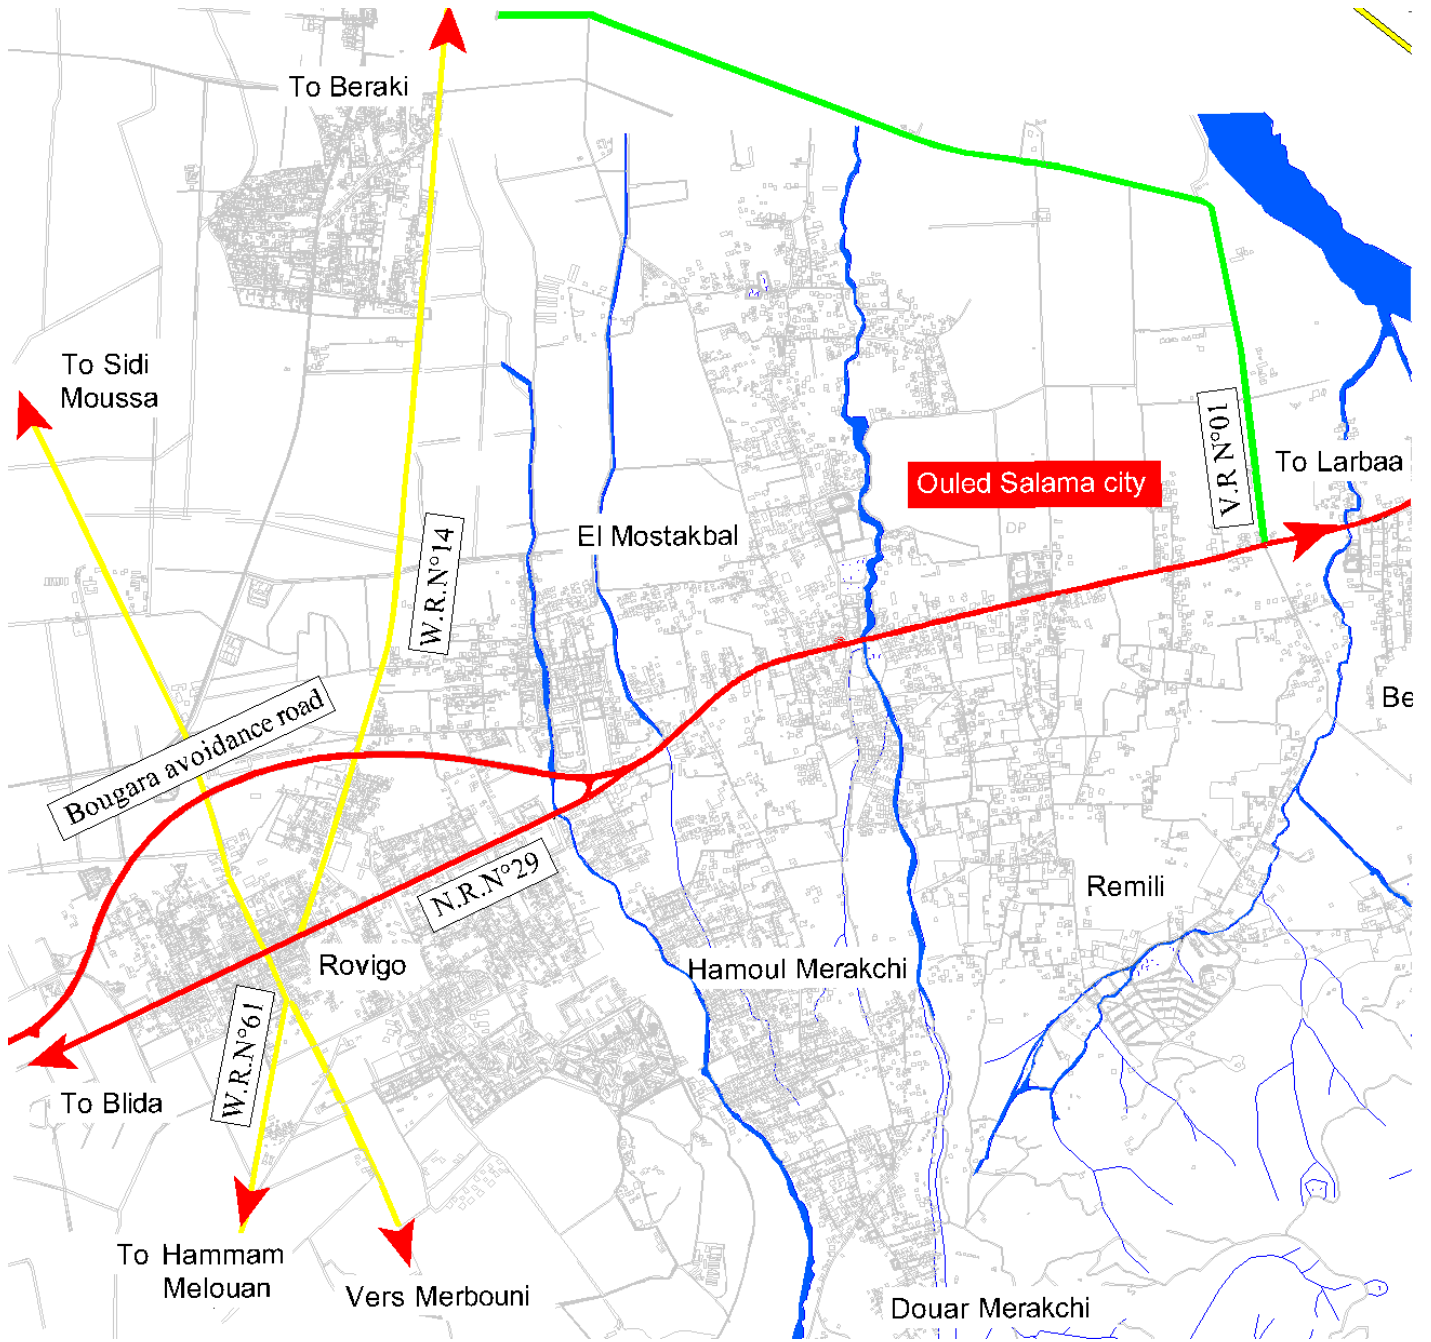 To Beraki
To Sidi
Moussa
V.R N°01
To Larbaa
Ouled Salama city
DP
El Mostakbal
W.R.N°14
Be
Bougara avoidance road
N.R.N°29
Remili
Rovigo
Hamoul Merakchi
W.R.N°61
To Blida
To Hammam
Melouan
Vers Merbouni
Douar Merakchi